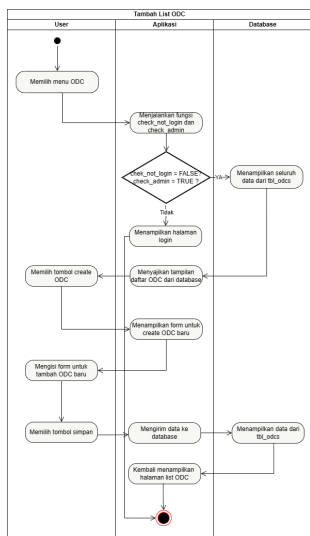 Tambah List ODC
User
Aplikasi
Database
Memilih menu ODC
Menjalankan fungsi
check_not_login dan
check_admin
chek_not_login = FALSE?
check_admin = TRUE ?
YA
Menampilkan seluruh
data dari tbl_odcs
Tidak
Menampilkan halaman
login
Memilih tombol create
ODC
Menyajikan tampilan
daftar ODC dari database
Menampilkan form untuk
create ODC baru
Mengisi form untuk
tambah ODC baru
Memilih tombol simpan
Mengirim data ke
database
Menampilkan data dari
tbl_odcs
Kembali menampilkan
halaman list ODC